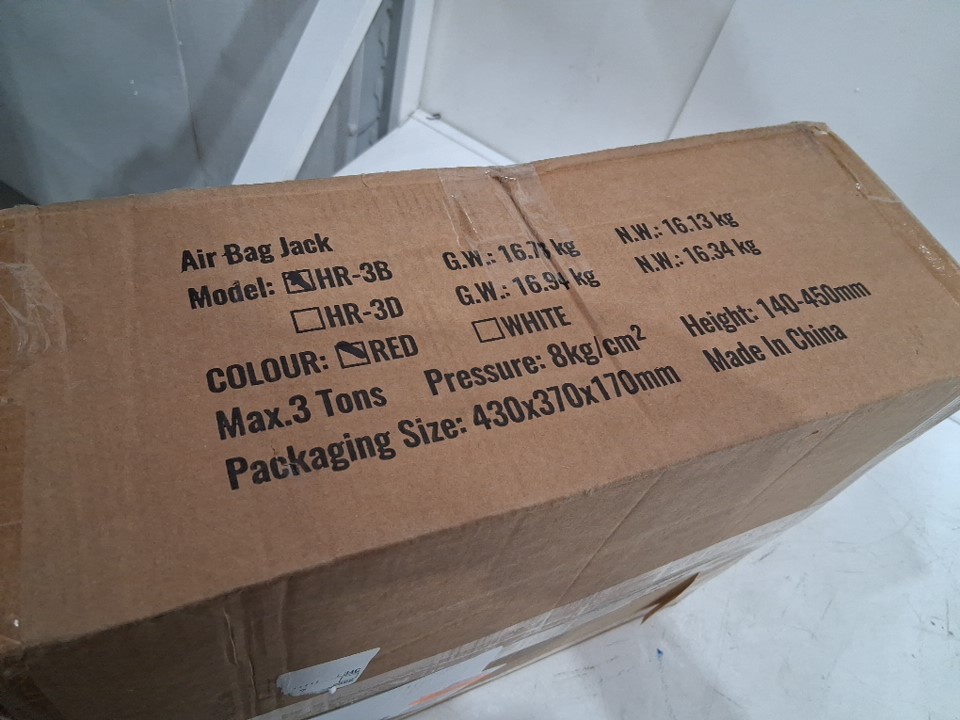 Air Bag Jack
Model: HR-3B G.W.: 16.71 kg N.W.: 16.13 kg
HR-3D G.W.: 16.94 kg N.W.: 16.34 kg
COLOUR: RED WHITE
Max.3 Tons Pressure: 8kg/cm² Height: 140-450mm
Packaging Size: 430x370x170mm Made In China